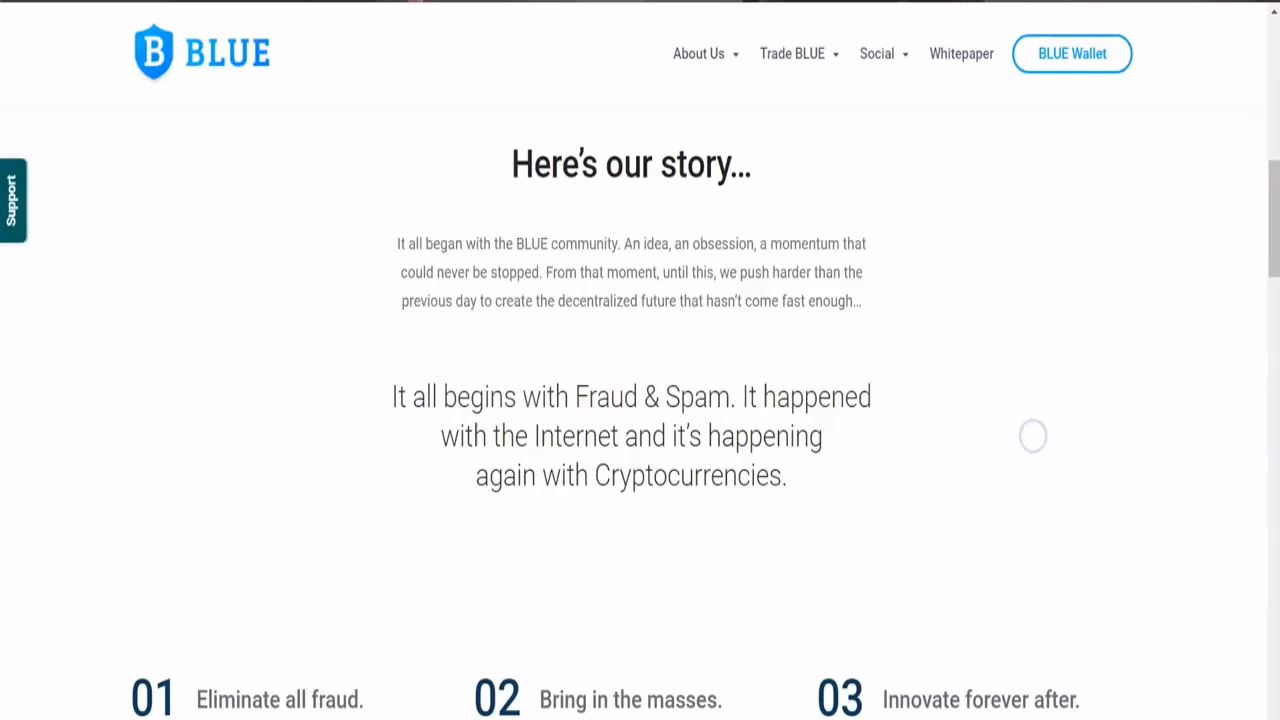 B BLUE
About Us
Trade BLUE
Social
Whitepaper
BLUE Wallet
Support
Here's our story...
It all began with the BLUE community. An idea, an obsession, a momentum that
could never be stopped. From that moment, until this, we push harder than the
previous day to create the decentralized future that hasn't come fast enough...
It all begins with Fraud & Spam. It happened
with the Internet and it's happening
again with Cryptocurrencies.
01 Eliminate all fraud.
02 Bring in the masses.
03 Innovate forever after.